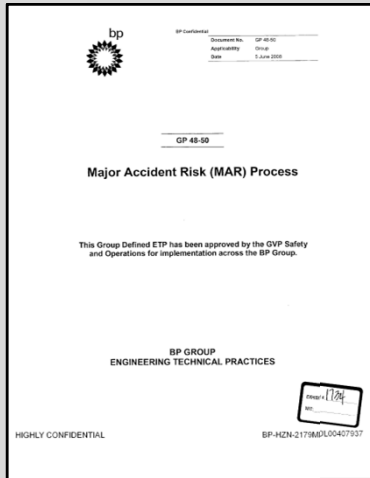 bp
BP Confidential
Document No. GP 48-50
Applicability Group
Date 5 June 2008
GP 48-50
Major Accident Risk (MAR) Process
This Group Defined ETP has been approved by the GVP Safety
and Operations for implementation across the BP Group.
BP GROUP
ENGINEERING TECHNICAL PRACTICES
1734
HIGHLY CONFIDENTIAL
BP-HZN-2179MDL00407937